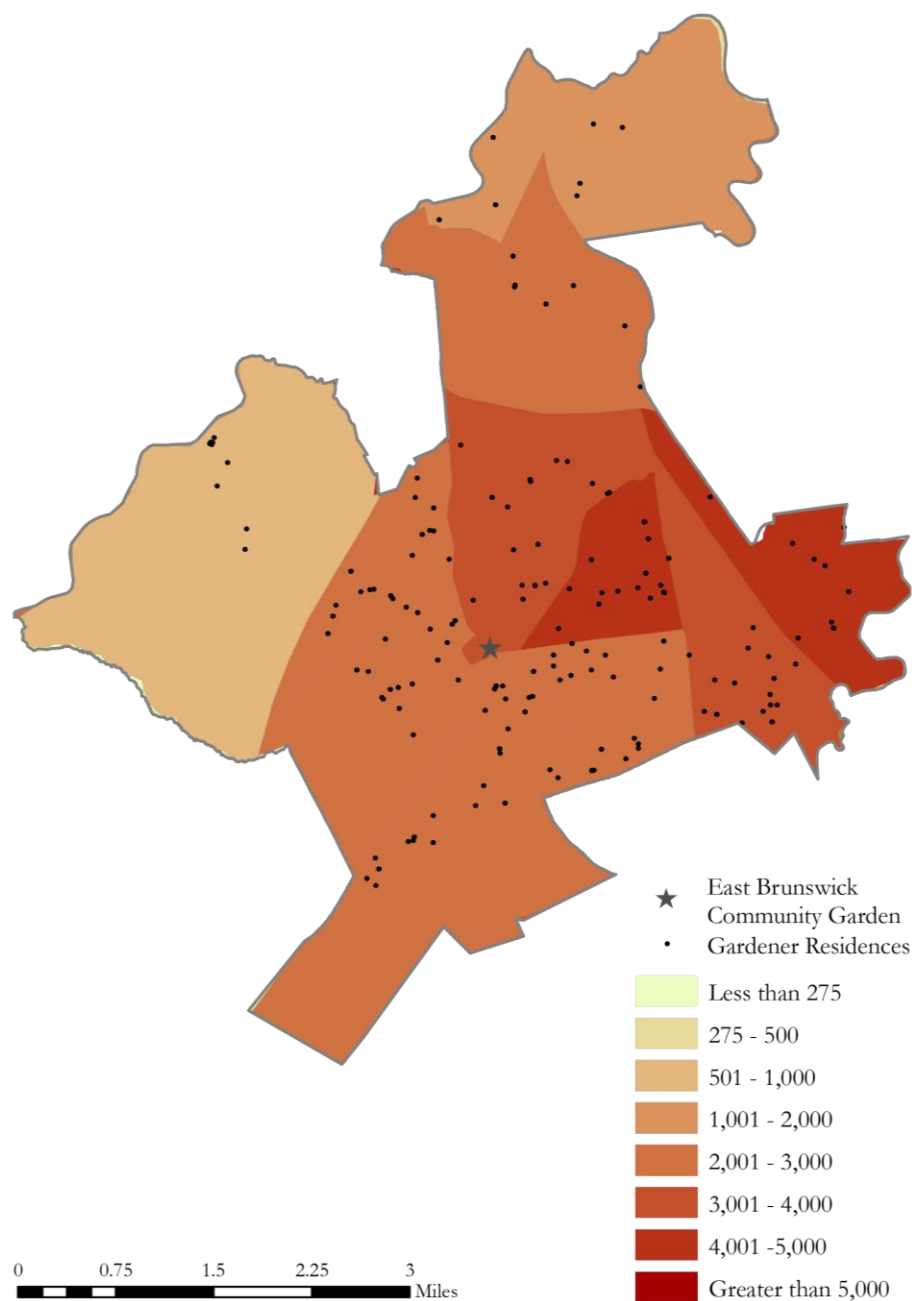 East Brunswick
Community Garden
Gardener Residences
Less than 275
275 - 500
501 - 1,000
1,001 - 2,000
2,001 - 3,000
3,001 - 4,000
4,001 -5,000
Greater than 5,000
0 0.75 1.5 2.25 3
Miles